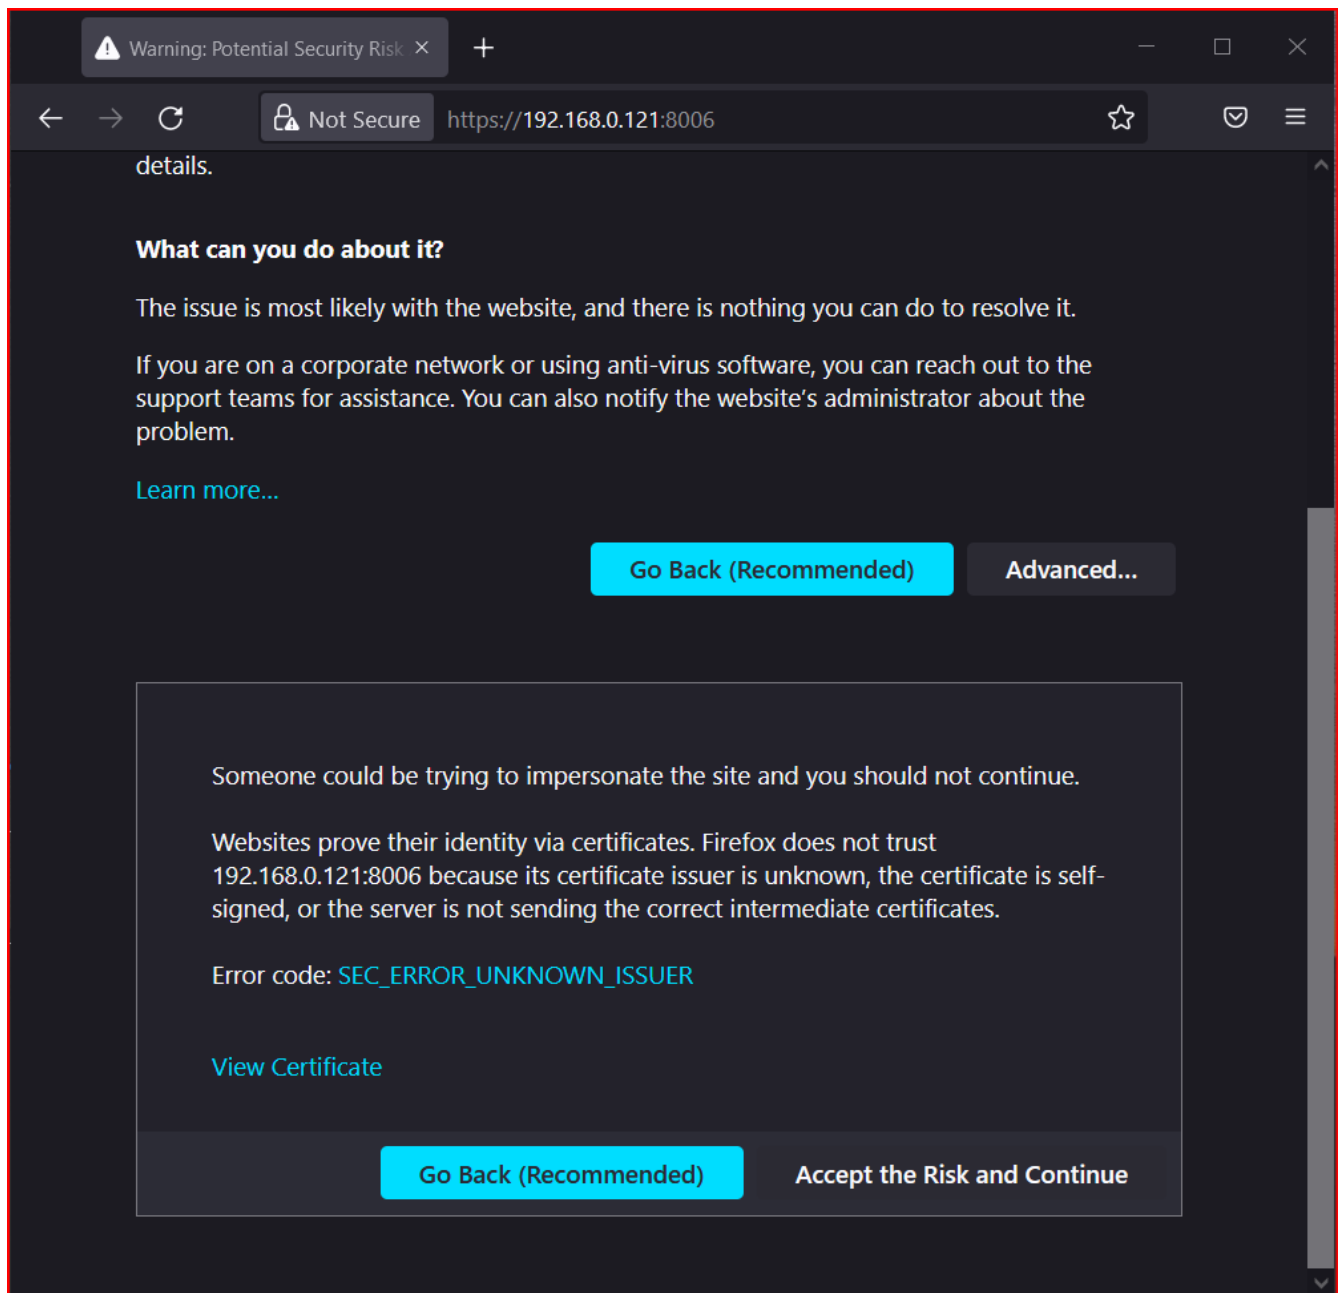 Warning: Potential Security Risk
Not Secure https://192.168.0.121:8006
details.
What can you do about it?
The issue is most likely with the website, and there is nothing you can do to resolve it.
If you are on a corporate network or using anti-virus software, you can reach out to the
support teams for assistance. You can also notify the website’s administrator about the
problem.
Learn more…
Go Back (Recommended) Advanced...
Someone could be trying to impersonate the site and you should not continue.
Websites prove their identity via certificates. Firefox does not trust
192.168.0.121:8006 because its certificate issuer is unknown, the certificate is self-
signed, or the server is not sending the correct intermediate certificates.
Error code: SEC_ERROR_UNKNOWN_ISSUER
View Certificate
Go Back (Recommended) Accept the Risk and Continue